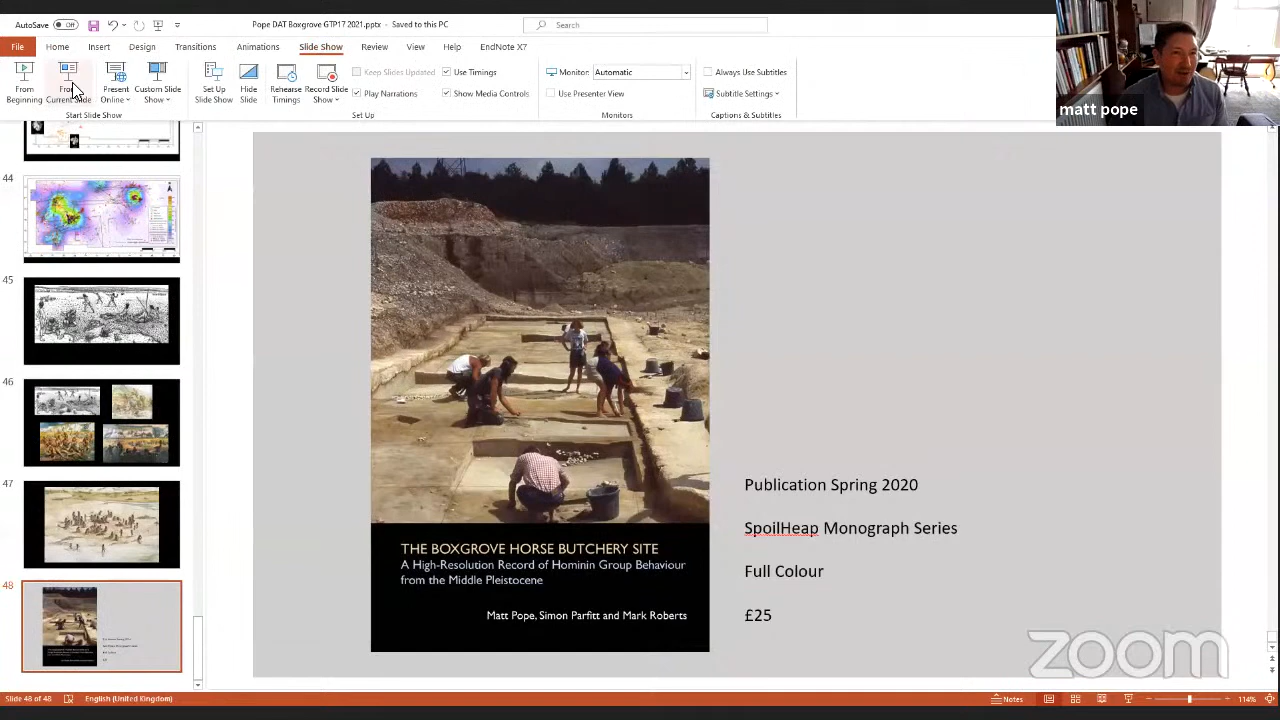 AutoSave Off
Pope DAT Boxgrove GTP17 2021.pptx - Saved to this PC
Search
File Home Insert Design Transitions Animations Slide Show Review View Help EndNote X7
From Beginning
From Current Slide
Present Online
Custom Slide Show
Set Up Slide Show
Hide Slide
Rehearse Timings
Record Slide Show
Keep Slides Updated
Play Narrations
Use Timings
Show Media Controls
Monitor: Automatic
Use Presenter View
Always Use Subtitles
Subtitle Settings
Start Slide Show
Set Up
Monitors
Captions & Subtitles
matt pope
44
45
46
47
48
Publication Spring 2020
SpoilHeap Monograph Series
Full Colour
£25
THE BOXGROVE HORSE BUTCHERY SITE
A High-Resolution Record of Hominin Group Behaviour
from the Middle Pleistocene
Matt Pope, Simon Parfitt and Mark Roberts
zoom
Slide 48 of 48
English (United Kingdom)
Notes
114%